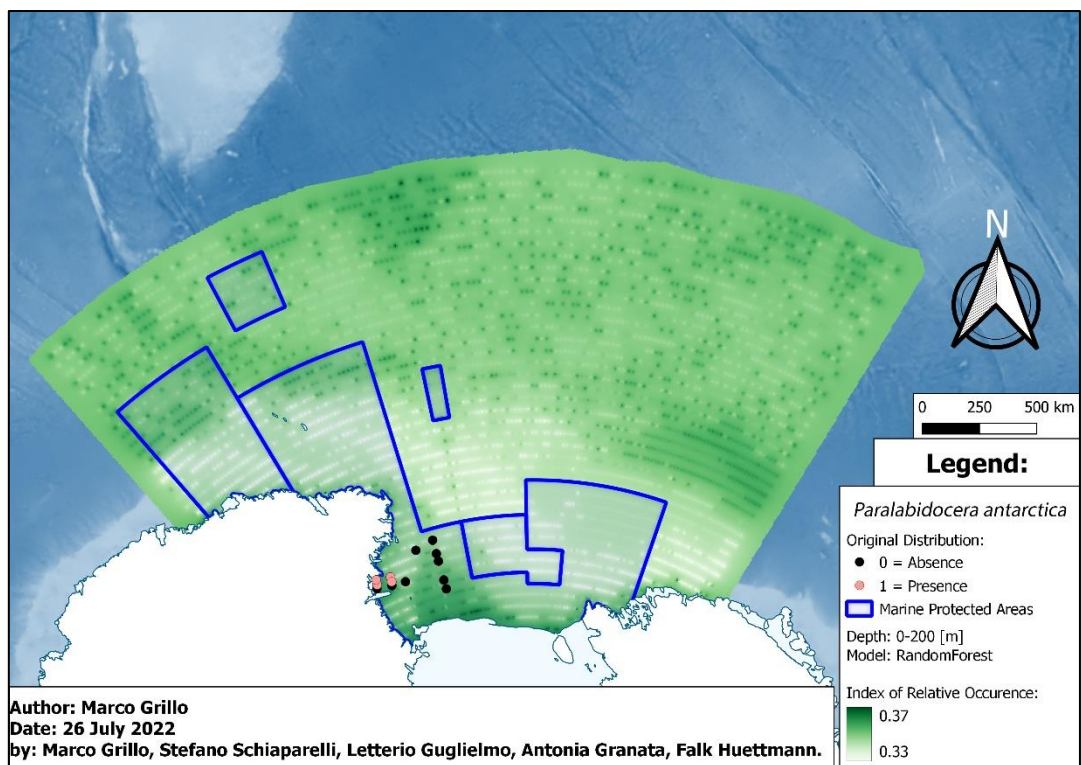 N
0 250 500 km
Legend:
Paralabidocera antarctica
Original Distribution:
0 = Absence
1 = Presence
Marine Protected Areas
Depth: 0-200 [m]
Model: RandomForest
Index of Relative Occurence:
0.37
0.33
Author: Marco Grillo
Date: 26 July 2022
by: Marco Grillo, Stefano Schiaparelli, Letterio Guglielmo, Antonia Granata, Falk Huettmann.